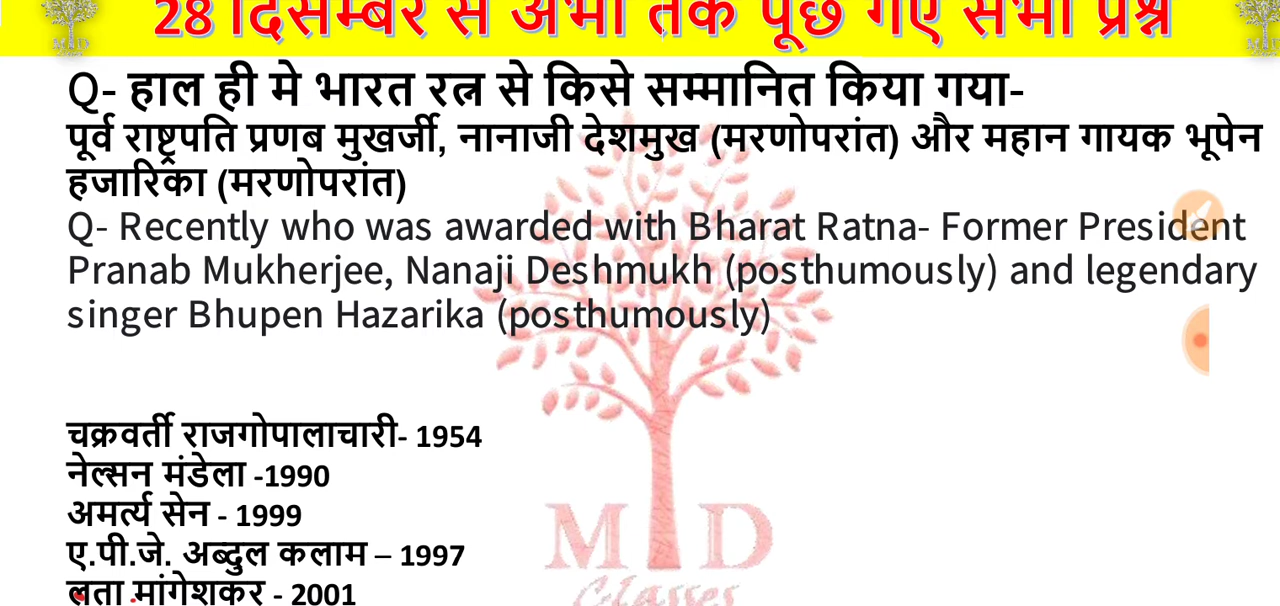 28 दिसम्बर से अभी तक पूछे गए सभी प्रश्न
MD
Q- हाल ही मे भारत रत्न से किसे सम्मानित किया गया-
पूर्व राष्ट्रपति प्रणब मुखर्जी, नानाजी देशमुख (मरणोपरांत) और महान गायक भूपेन
हजारिका (मरणोपरांत)
Q- Recently who was awarded with Bharat Ratna- Former President
Pranab Mukherjee, Nanaji Deshmukh (posthumously) and legendary
singer Bhupen Hazarika (posthumously)
चक्रवर्ती राजगोपालाचारी- 1954
नेल्सन मंडेला -1990
अमर्त्य सेन - 1999
ए.पी.जे. अब्दुल कलाम – 1997
लता मांगेशकर - 2001
MD
Classes